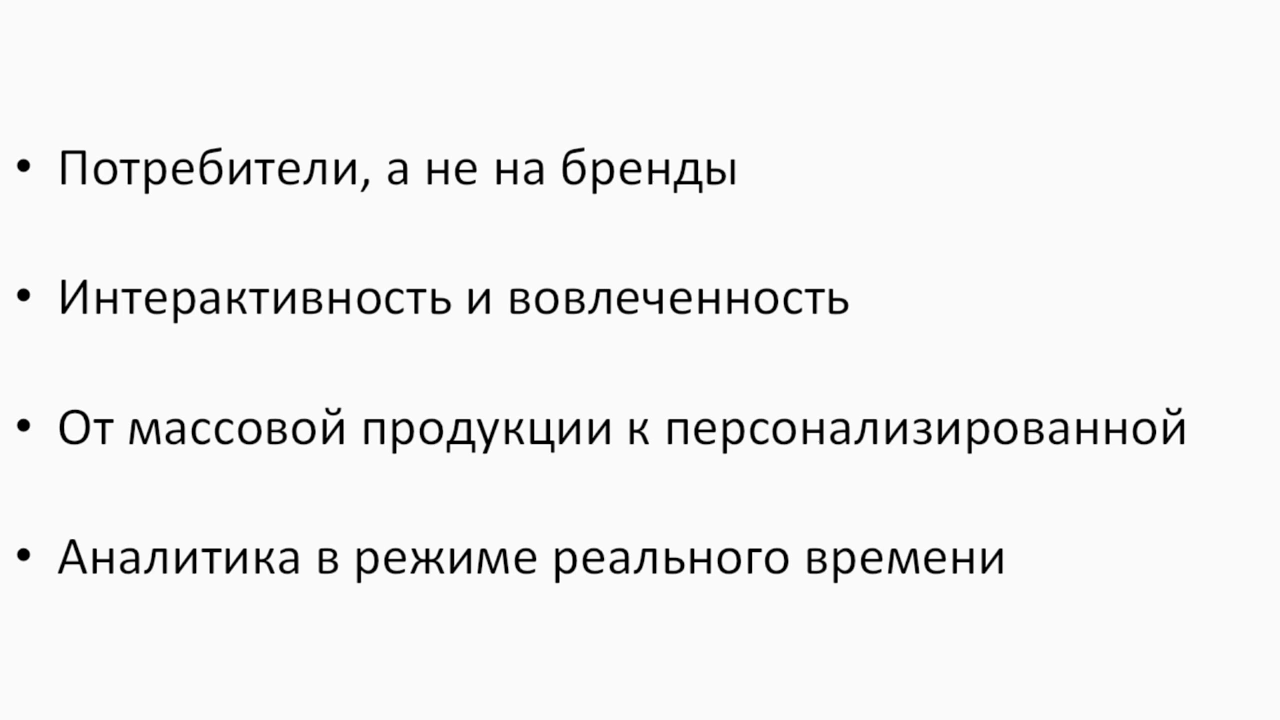 • Потребители, а не на бренды
• Интерактивность и вовлеченность
• От массовой продукции к персонализированной
• Аналитика в режиме реального времени